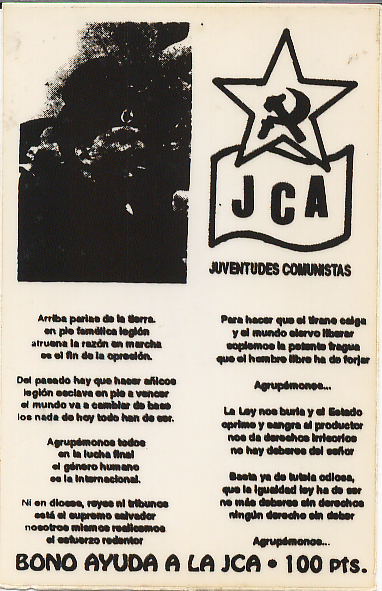 JCA
JUVENTUDES COMUNISTAS
Arriba parias de la tierra.
en pie famélica legión
atruena la razón en marcha
es el fin de la opresión.
Del pasado hay que hacer añicos
legión esclava en pie a vencer
el mundo va a cambiar de base
los nada de hoy todo han de ser.
Agrupémonos todos
en la lucha final
el género humano
es la internacional.
Ni en dioses, reyes ni tribunos
está el supremo salvador
nosotros mismos realicemos
el esfuerzo redentor
Para hacer que el tirano caiga
y el mundo siervo liberar
soplemos la potente fragua
que el hombre libre ha de forjar
Agrupémonos...
La Ley nos burla y el Estado
oprime y sangra al productor
nos da derechos irrisorios
no hay deberes del señor
Basta ya de tutela odiosa,
que la igualdad ley ha de ser
no más deberes sin derechos
ningún derecho sin deber
Agrupémonos...
BONO AYUDA A LA JCA • 100 pts.